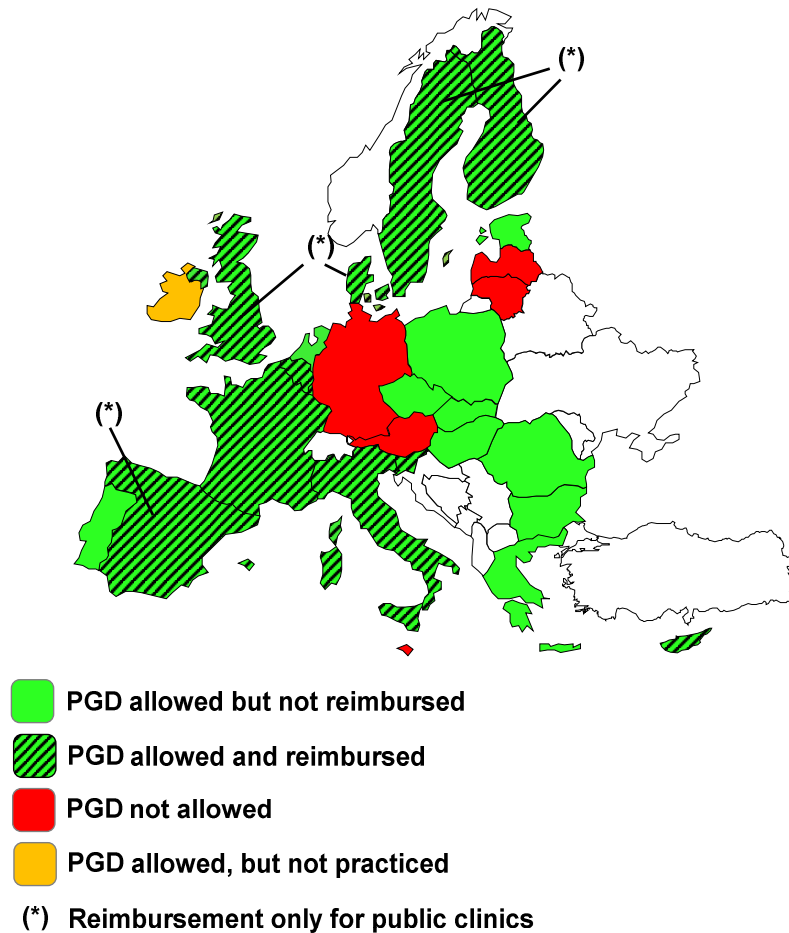 (*)
(*)
(*)
PGD allowed but not reimbursed
PGD allowed and reimbursed
PGD not allowed
PGD allowed, but not practiced
(*) Reimbursement only for public clinics